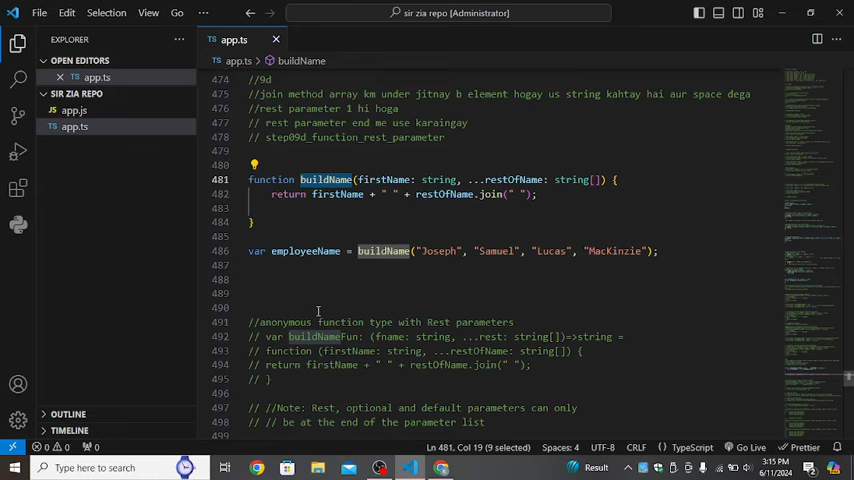 File Edit Selection View Go ... sir zia repo [Administrator]
EXPLORER ...
OPEN EDITORS
app.ts
SIR ZIA REPO
app.js
app.ts
OUTLINE
TIMELINE
app.ts
app.ts > buildName
474 //9d
475 //join method array km under jitnay b element hogay us string kahtay hai aur space dega
476 //rest parameter 1 hi hoga
477 // rest parameter end me use karaingay
478 // step09d_function_rest_parameter
479
480
481 function buildName(firstName: string, ...restOfName: string[]) {
482 return firstName + " " + restOfName.join(" ");
483
484 }
485
486 var employeeName = buildName("Joseph", "Samuel", "Lucas", "MacKinzie");
487
488
489
490
491 //anonymous function type with Rest parameters
492 // var buildNameFun: (fname: string, ...rest: string[])=>string =
493 // function (firstName: string, ...restOfName: string[]) {
494 // return firstName + " " + restOfName.join(" ");
495 // }
496
497 // //Note: Rest, optional and default parameters can only
498 // // be at the end of the parameter list
499
0 0 0 Ln 481, Col 19 (9 selected) Spaces: 4 UTF-8 CRLF {} TypeScript Go Live Prettier
Type here to search Result 3:15 PM
6/11/2024